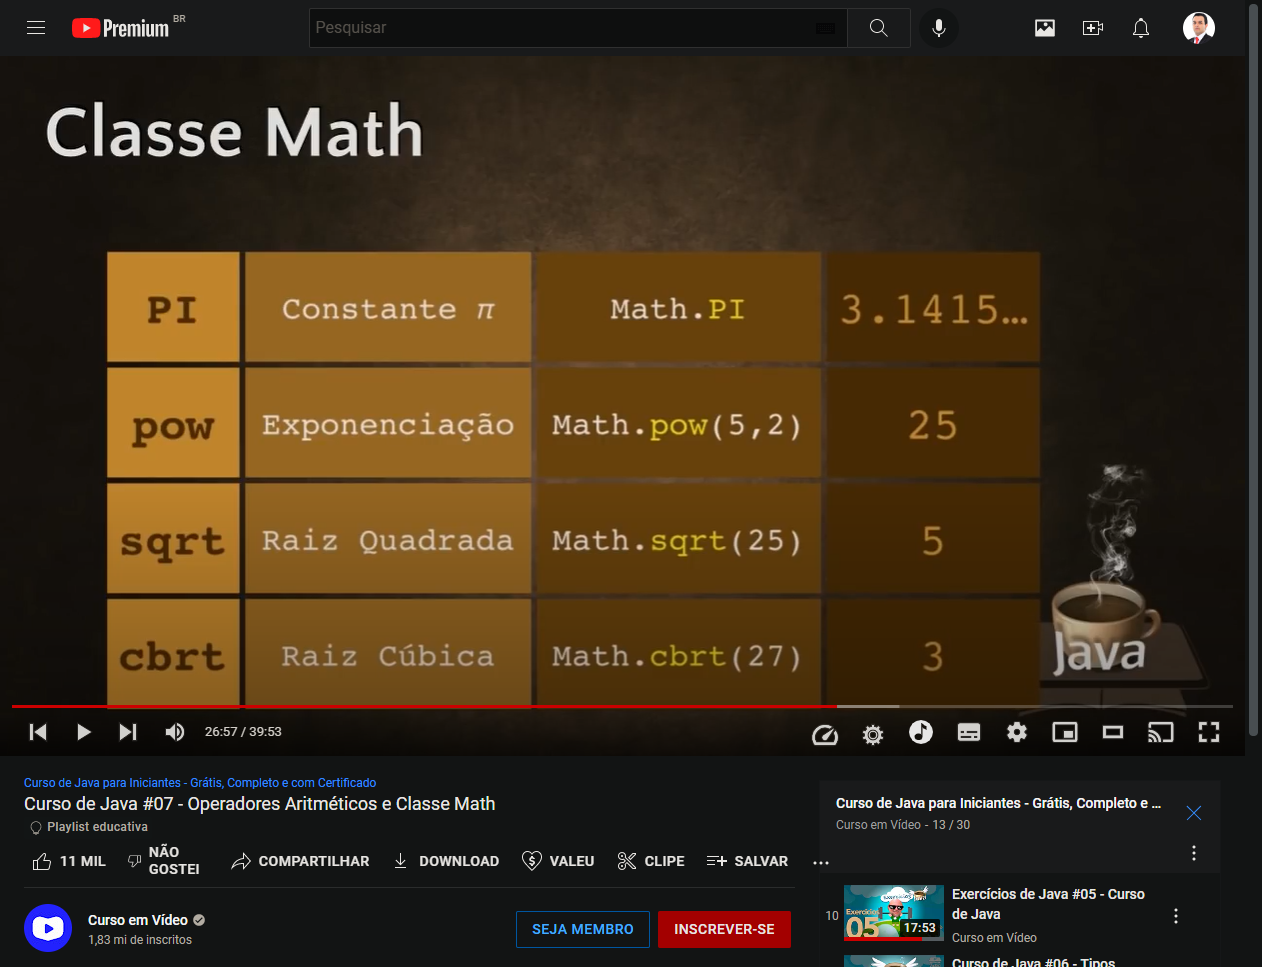 Premium BR
Pesquisar
Classe Math
PI Constante π Math.PI 3.1415…
pow Exponenciação Math.pow(5,2) 25
sqrt Raiz Quadrada Math.sqrt(25) 5
cbrt Raiz Cúbica Math.cbrt(27) 3
Java
26:57 / 39:53
Curso de Java para Iniciantes - Grátis, Completo e com Certificado
Curso de Java #07 - Operadores Aritméticos e Classe Math
Playlist educativa
11 MIL NÃO GOSTEI COMPARTILHAR DOWNLOAD VALEU CLIPE SALVAR ...
Curso em Vídeo
1,83 mi de inscritos
SEJA MEMBRO INSCREVER-SE
Curso de Java para Iniciantes - Grátis, Completo e ...
Curso em Vídeo - 13 / 30
10
Exercícios
05
17:53
Exercícios de Java #05 - Curso
de Java
Curso em Vídeo
Curso de Java #06 - Tipos